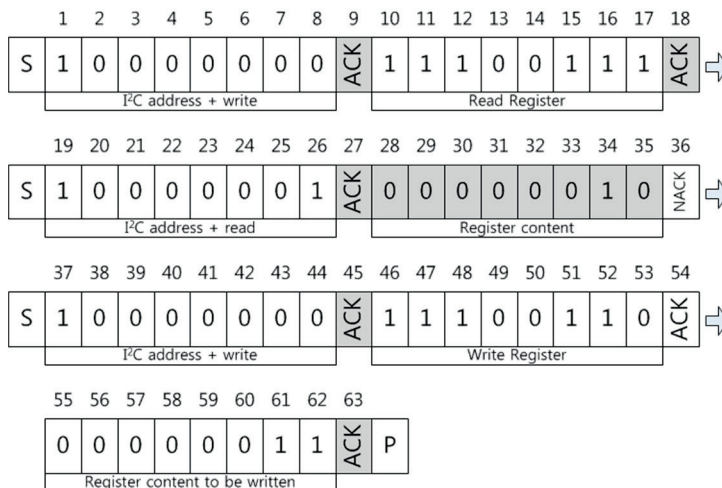 1 2 3 4 5 6 7 8 9 10 11 12 13 14 15 16 17 18
S 1 0 0 0 0 0 0 0 ACK 1 1 1 0 0 1 1 1 ACK
I²C address + write Read Register
19 20 21 22 23 24 25 26 27 28 29 30 31 32 33 34 35 36
S 1 0 0 0 0 0 0 1 ACK 0 0 0 0 0 0 1 0 NACK
I²C address + read Register content
37 38 39 40 41 42 43 44 45 46 47 48 49 50 51 52 53 54
S 1 0 0 0 0 0 0 0 ACK 1 1 1 0 0 1 1 0 ACK
I²C address + write Write Register
55 56 57 58 59 60 61 62 63
0 0 0 0 0 0 1 1 ACK P
Register content to be written